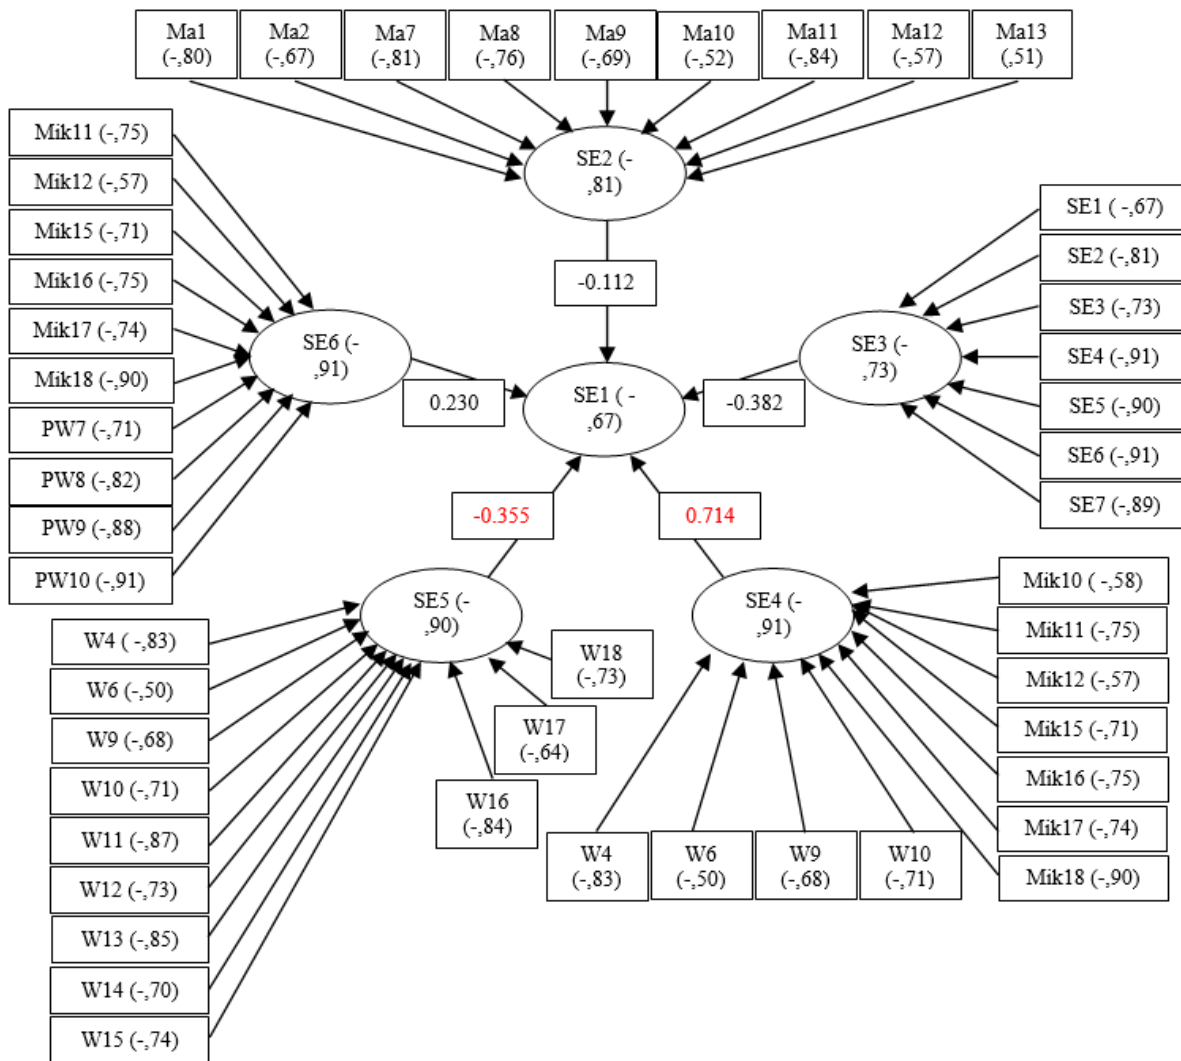 Ma1
(-,80)
Ma2
(-,67)
Ma7
(-,81)
Ma8
(-,76)
Ma9
(-,69)
Ma10
(-,52)
Ma11
(-,84)
Ma12
(-,57)
Ma13
(,51)
Mik11 (-,75)
Mik12 (-,57)
Mik15 (-,71)
Mik16 (-,75)
Mik17 (-,74)
Mik18 (-,90)
PW7 (-,71)
PW8 (-,82)
PW9 (-,88)
PW10 (-,91)
SE2 (-
,81)
-0.112
SE6 (-
,91)
0.230
SE1 ( -
,67)
SE3 (-
,73)
-0.382
SE1 ( -,67)
SE2 (-,81)
SE3 (-,73)
SE4 (-,91)
SE5 (-,90)
SE6 (-,91)
SE7 (-,89)
-0.355
0.714
SE5 (-
,90)
SE4 (-
,91)
W4 ( -,83)
W6 (-,50)
W9 (-,68)
W10 (-,71)
W11 (-,87)
W12 (-,73)
W13 (-,85)
W14 (-,70)
W15 (-,74)
W18
(-,73)
W17
(-,64)
W16
(-,84)
W4
(-,83)
W6
(-,50)
W9
(-,68)
W10
(-,71)
Mik10 (-,58)
Mik11 (-,75)
Mik12 (-,57)
Mik15 (-,71)
Mik16 (-,75)
Mik17 (-,74)
Mik18 (-,90)